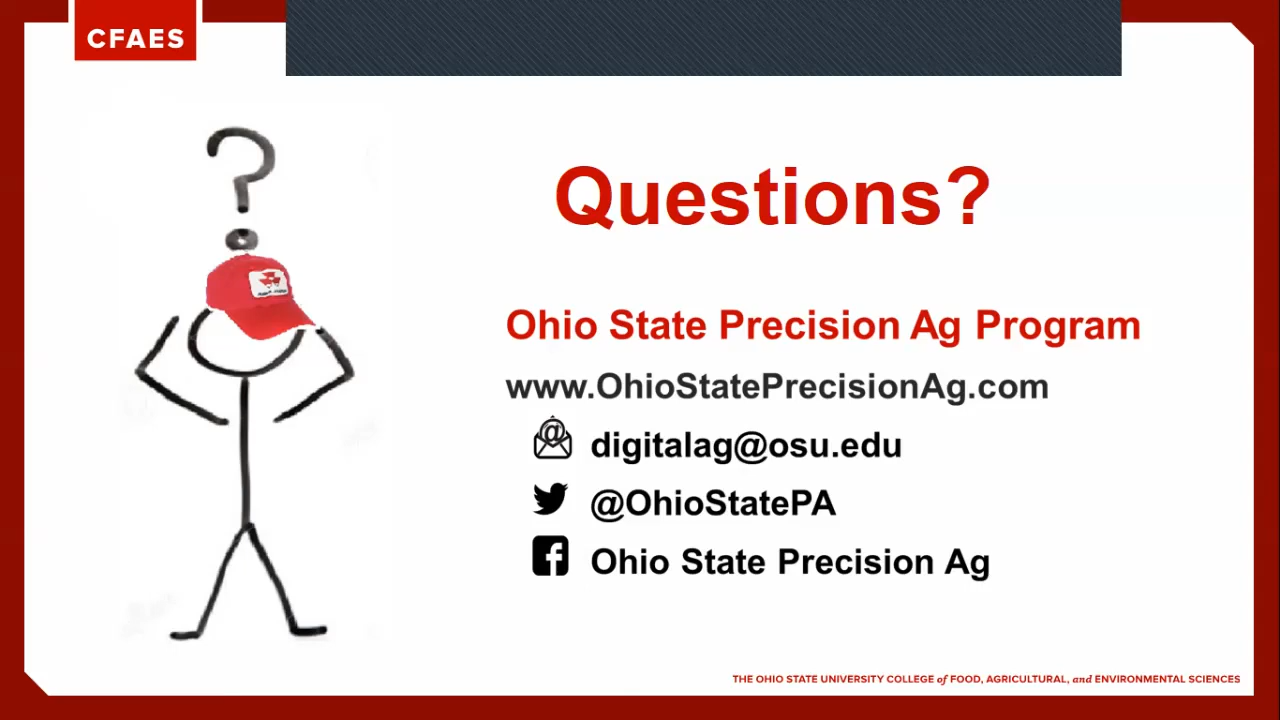 CFAES
?
Questions?
Ohio State Precision Ag Program
www.OhioStatePrecisionAg.com
digitalag@osu.edu
@OhioStatePA
Ohio State Precision Ag
THE OHIO STATE UNIVERSITY COLLEGE of FOOD, AGRICULTURAL, and ENVIRONMENTAL SCIENCES